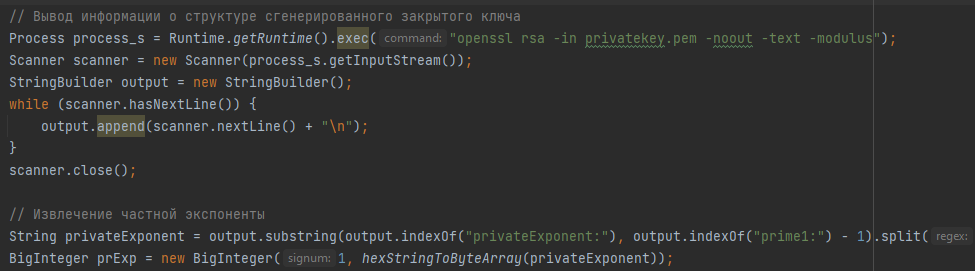 // Вывод информации о структуре сгенерированного закрытого ключа
Process process_s = Runtime.getRuntime().exec( command: "openssl rsa -in privatekey.pem -noout -text -modulus");
Scanner scanner = new Scanner(process_s.getInputStream());
StringBuilder output = new StringBuilder();
while (scanner.hasNextLine()) {
    output.append(scanner.nextLine() + "\n");
}
scanner.close();
// Извлечение частной экспоненты
String privateExponent = output.substring(output.indexOf("privateExponent:"), output.indexOf("prime1:") - 1).split( regex:
BigInteger prExp = new BigInteger( signum: 1, hexStringToByteArray(privateExponent));